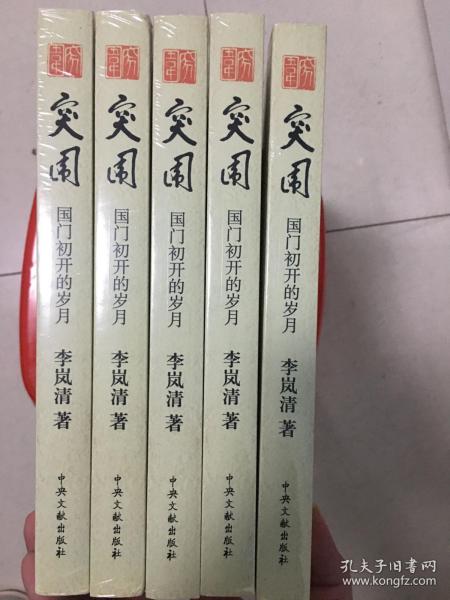 突围
国门初开的岁月
李岚清 著
中央文献出版社
突围
国门初开的岁月
李岚清 著
中央文献出版社
突围
国门初开的岁月
李岚清 著
中央文献出版社
突围
国门初开的岁月
李岚清 著
中央文献出版社
突围
国门初开的岁月
李岚清 著
中央文献出版社
孔夫子旧书网
www.kongfz.com